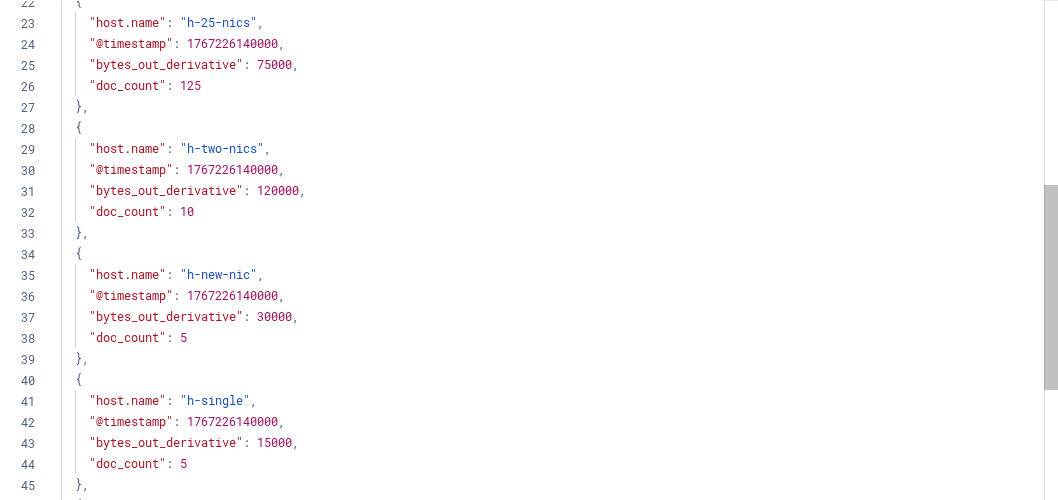 22 {
23 "host.name": "h-25-nics",
24 "@timestamp": 1767226140000,
25 "bytes_out_derivative": 75000,
26 "doc_count": 125
27 },
28 {
29 "host.name": "h-two-nics",
30 "@timestamp": 1767226140000,
31 "bytes_out_derivative": 120000,
32 "doc_count": 10
33 },
34 {
35 "host.name": "h-new-nic",
36 "@timestamp": 1767226140000,
37 "bytes_out_derivative": 30000,
38 "doc_count": 5
39 },
40 {
41 "host.name": "h-single",
42 "@timestamp": 1767226140000,
43 "bytes_out_derivative": 15000,
44 "doc_count": 5
45 },